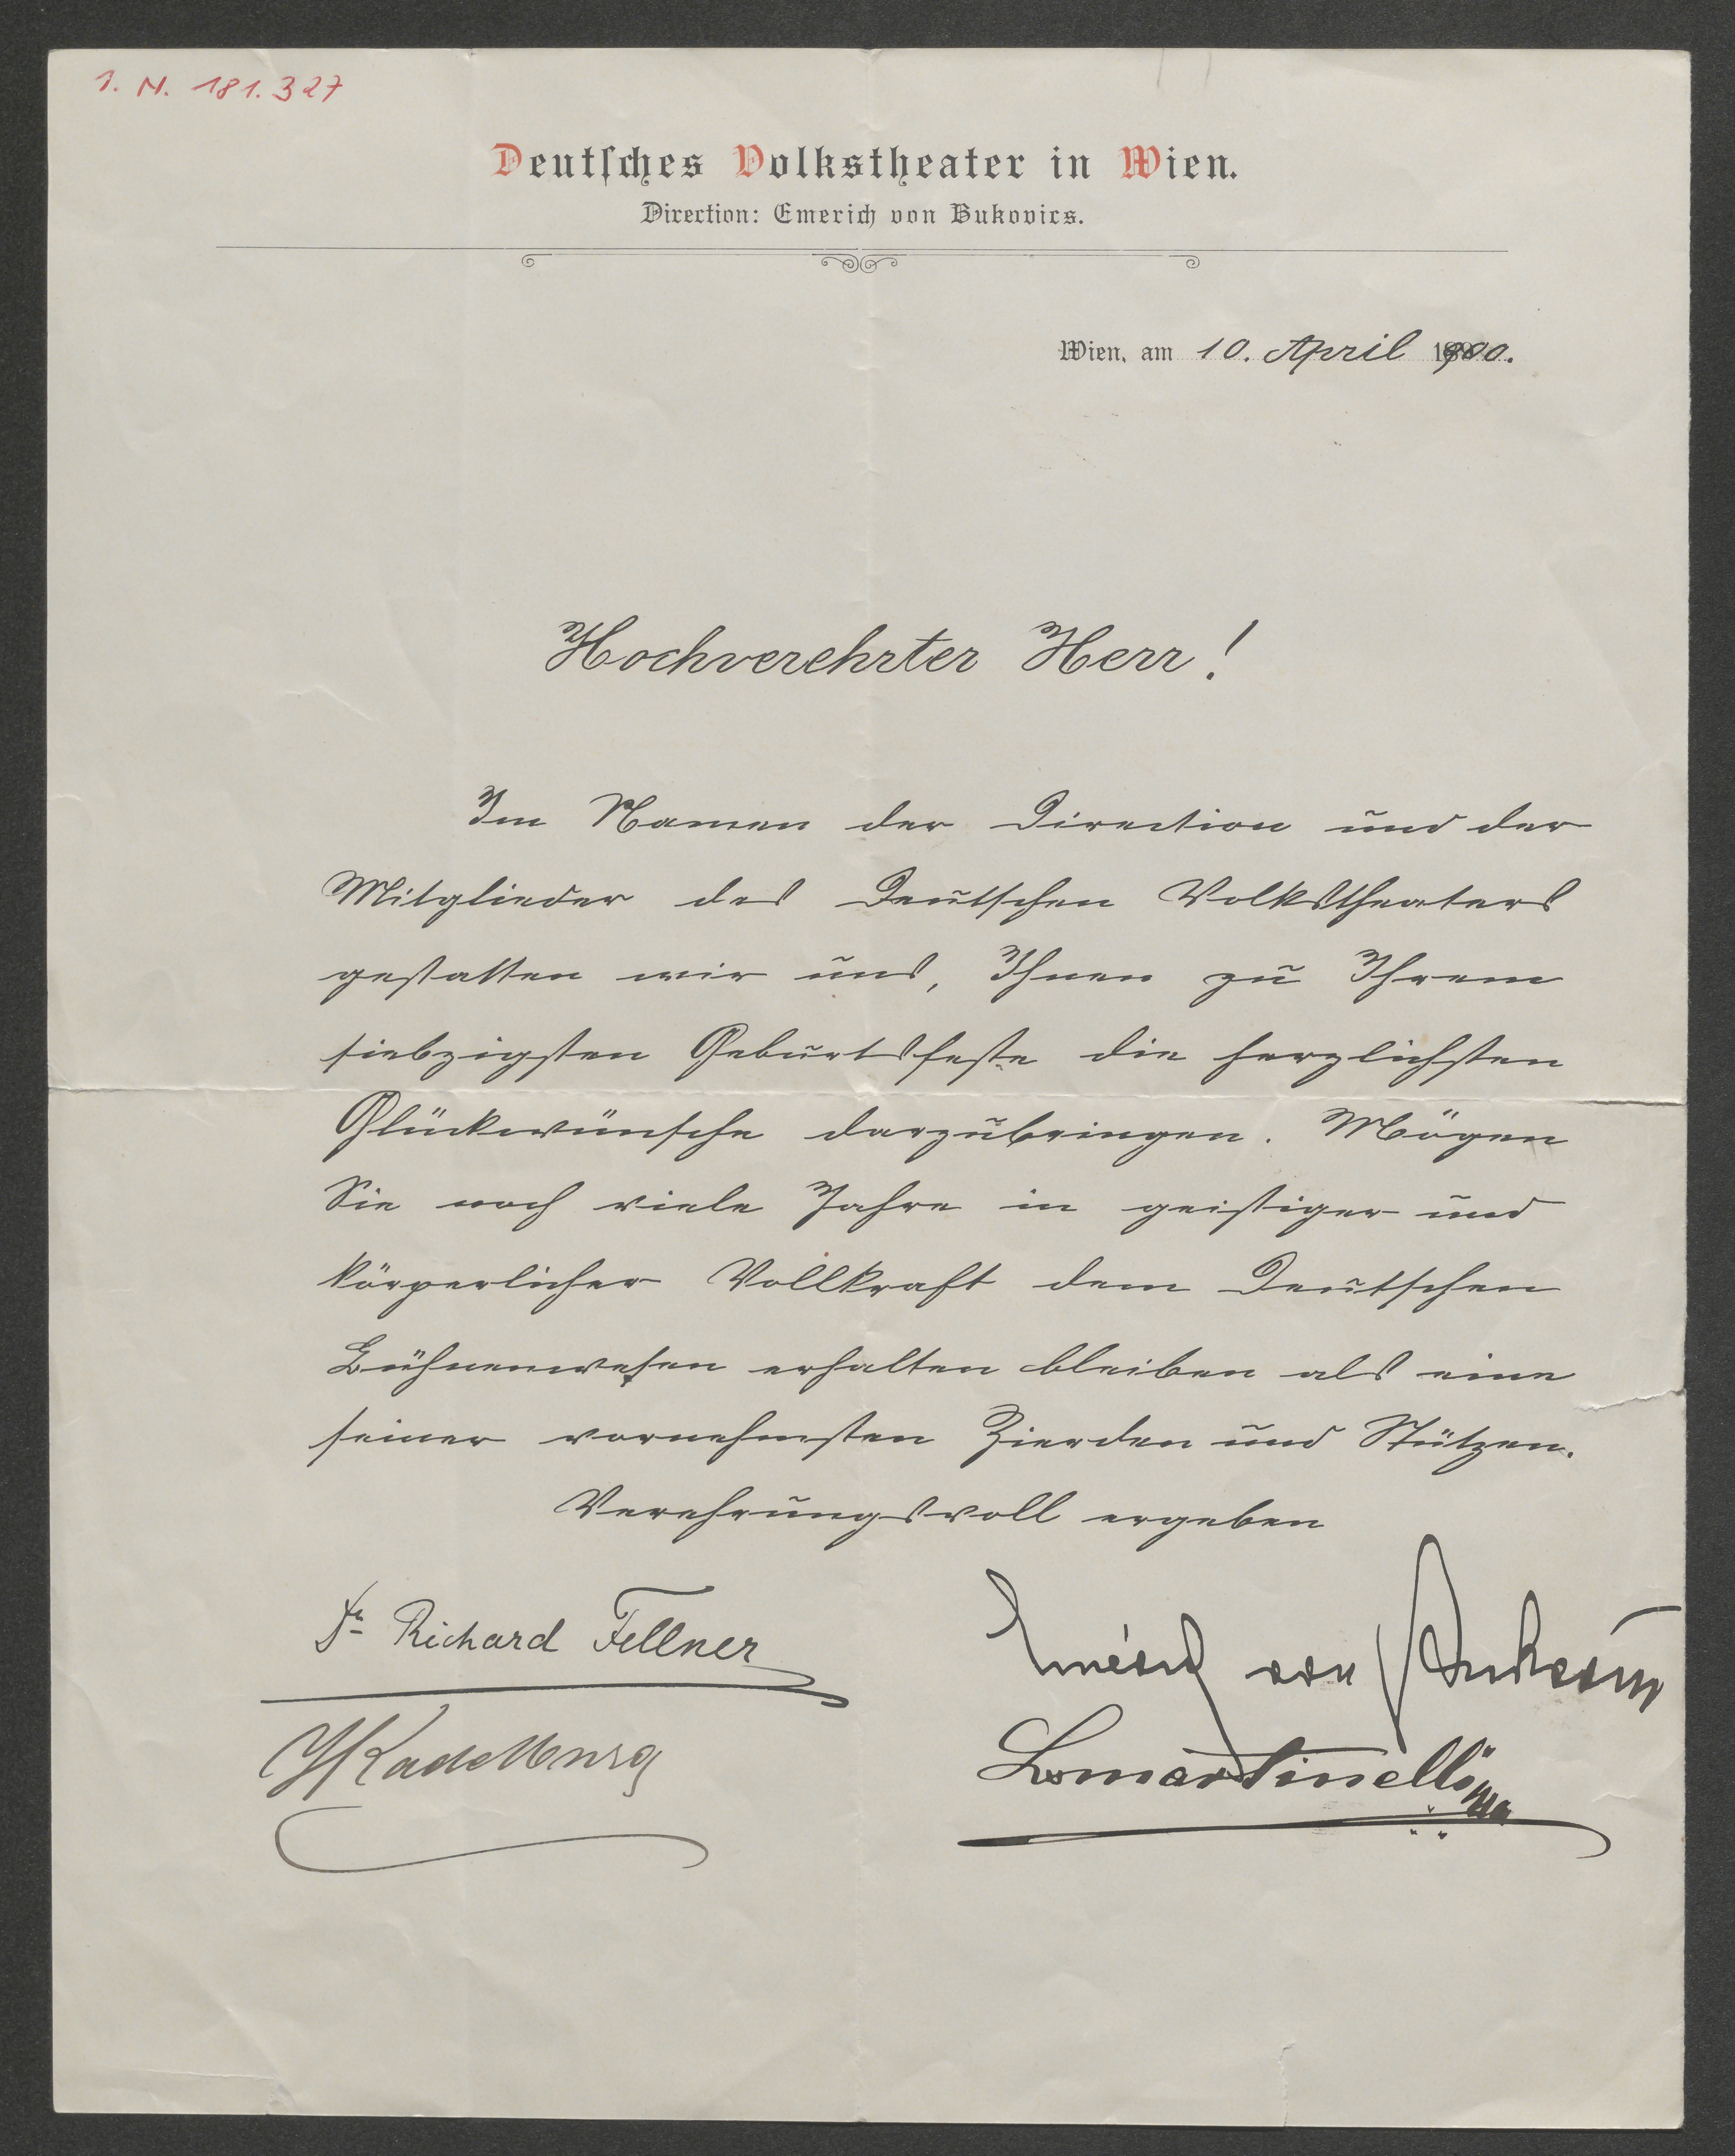 I. N. 181.327
Deutsches Volkstheater in Wien.
Direction: Emerich von Bukovics.
Wien, am 10. April 1900.
Hochverehrter Herr!
Im Namen der Direction und der
Mitglieder des Deutschen Volkstheaters
gestatten wir uns, Ihnen zu Ihrem
siebzigsten Geburtsfeste die herzlichsten
Glückwünsche darzubringen. Mögen
Sie noch viele Jahre in geistiger und
körperlicher Vollkraft dem Deutschen
Bühnenwesen erhalten bleiben als eine
seiner vornehmsten Zierden und Stützen.
Verehrungsvoll ergeben
Dr Richard Fellner
Emerich von Bukovics
HKadelburg
LMartinelli